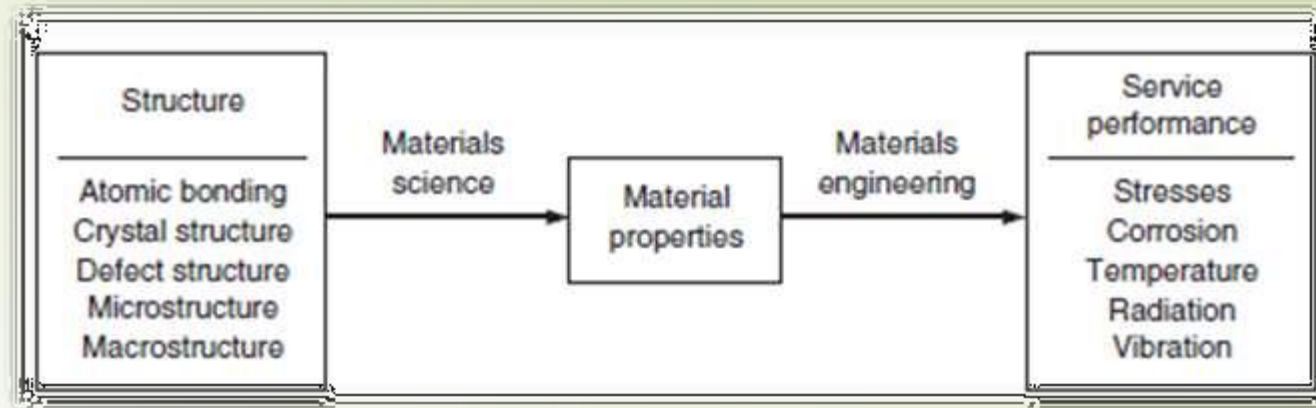 Structure
Atomic bonding
Crystal structure
Defect structure
Microstructure
Macrostructure
Materials
science
Material
properties
Materials
engineering
Service
performance
Stresses
Corrosion
Temperature
Radiation
Vibration